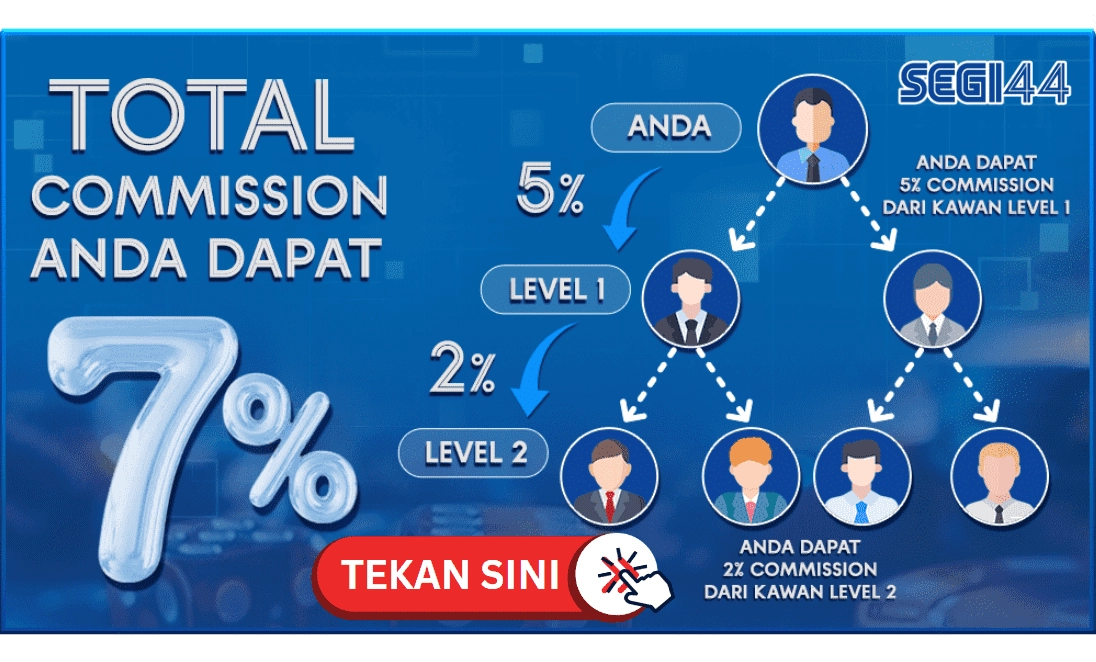 TOTAL
COMMISSION
ANDA DAPAT
7%
SEGI44
ANDA
5%
ANDA DAPAT
5% COMMISSION
DARI KAWAN LEVEL 1
LEVEL 1
2%
LEVEL 2
TEKAN SINI
ANDA DAPAT
2% COMMISSION
DARI KAWAN LEVEL 2